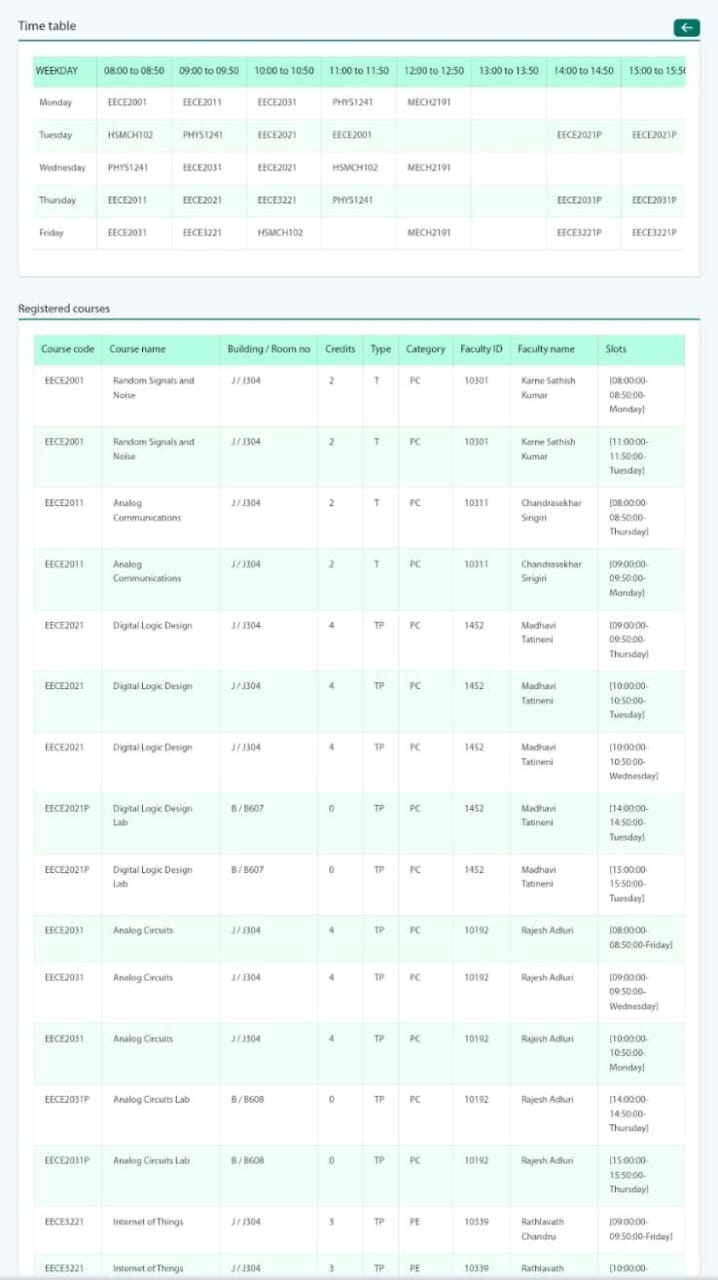 Time table
WEEKDAY 08:00 to 08:50 09:00 to 09:50 10:00 to 10:50 11:00 to 11:50 12:00 to 12:50 13:00 to 13:50 14:00 to 14:50 15:00 to 15:50
Monday EECE2001 EECE2011 EECE2031 PHYS1241 MECH2191
Tuesday HSMCH102 PHYS1241 EECE2021 EECE2001 EECE2021P EECE2021P
Wednesday PHYS1241 EECE2031 EECE2021 HSMCH102 MECH2191
Thursday EECE2011 EECE2021 EECE3221 PHYS1241 EECE2031P EECE2031P
Friday EECE2031 EECE3221 HSMCH102 MECH2191 EECE3221P EECE3221P
Registered courses
Course code Course name Building / Room no Credits Type Category Faculty ID Faculty name Slots
EECE2001 Random Signals and J / J304 2 T PC 10301 Karne Sathish [08:00:00-
Noise Kumar 08:50:00-
Monday]
EECE2001 Random Signals and J / J304 2 T PC 10301 Karne Sathish [11:00:00-
Noise Kumar 11:50:00-
Tuesday]
EECE2011 Analog J / J304 2 T PC 10311 Chandrasekhar [08:00:00-
Communications Sirigiri 08:50:00-
Thursday]
EECE2011 Analog J / J304 2 T PC 10311 Chandrasekhar [09:00:00-
Communications Sirigiri 09:50:00-
Monday]
EECE2021 Digital Logic Design J / J304 4 TP PC 1452 Madhavi [09:00:00-
Tatineni 09:50:00-
Thursday]
EECE2021 Digital Logic Design J / J304 4 TP PC 1452 Madhavi [10:00:00-
Tatineni 10:50:00-
Tuesday]
EECE2021 Digital Logic Design J / J304 4 TP PC 1452 Madhavi [10:00:00-
Tatineni 10:50:00-
Wednesday]
EECE2021P Digital Logic Design B / B607 0 TP PC 1452 Madhavi [14:00:00-
Lab Tatineni 14:50:00-
Tuesday]
EECE2021P Digital Logic Design B / B607 0 TP PC 1452 Madhavi [15:00:00-
Lab Tatineni 15:50:00-
Tuesday]
EECE2031 Analog Circuits J / J304 4 TP PC 10192 Rajesh Adluri [08:00:00-
08:50:00-Friday]
EECE2031 Analog Circuits J / J304 4 TP PC 10192 Rajesh Adluri [09:00:00-
09:50:00-
Wednesday]
EECE2031 Analog Circuits J / J304 4 TP PC 10192 Rajesh Adluri [10:00:00-
10:50:00-
Monday]
EECE2031P Analog Circuits Lab B / B608 0 TP PC 10192 Rajesh Adluri [14:00:00-
14:50:00-
Thursday]
EECE2031P Analog Circuits Lab B / B608 0 TP PC 10192 Rajesh Adluri [15:00:00-
15:50:00-
Thursday]
EECE3221 Internet of Things J / J304 3 TP PE 10339 Rathlavath [09:00:00-
Chandru 09:50:00-Friday]
EECE3221 Internet of Things J / J304 3 TP PE 10339 Rathlavath [10:00:00-